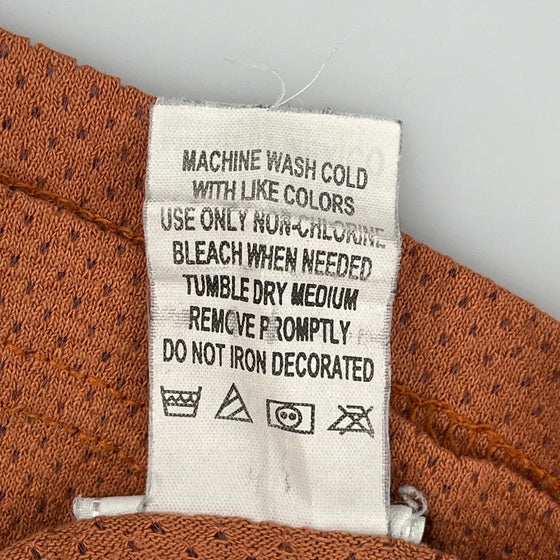 MACHINE WASH COLD
WITH LIKE COLORS
USE ONLY NON-CHLORINE
BLEACH WHEN NEEDED
TUMBLE DRY MEDIUM
REMOVE PROMPTLY
DO NOT IRON DECORATED